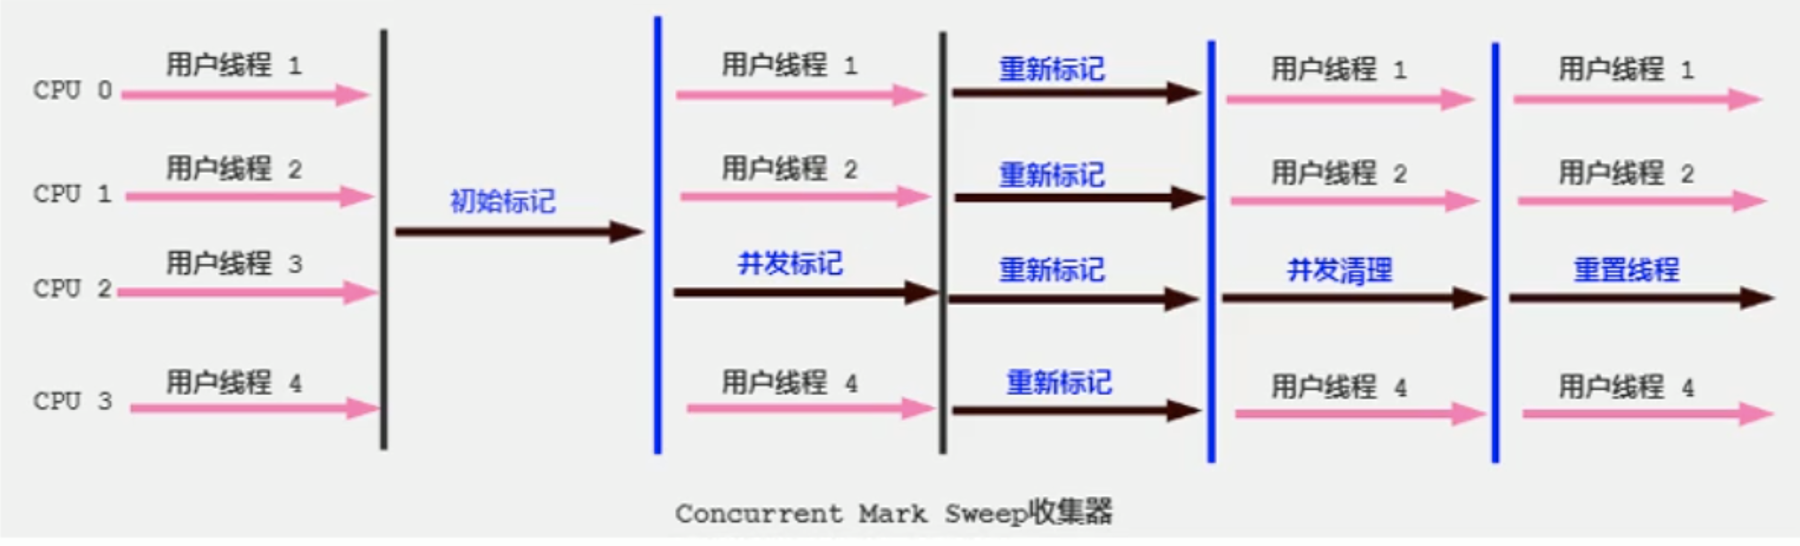 用户线程 1
用户线程 1
重新标记
用户线程 1
用户线程 1
CPU 0
用户线程 2
用户线程 2
重新标记
用户线程 2
用户线程 2
CPU 1
初始标记
用户线程 3
并发标记
重新标记
并发清理
重置线程
CPU 2
用户线程 4
用户线程 4
重新标记
用户线程 4
用户线程 4
CPU 3
Concurrent Mark Sweep收集器